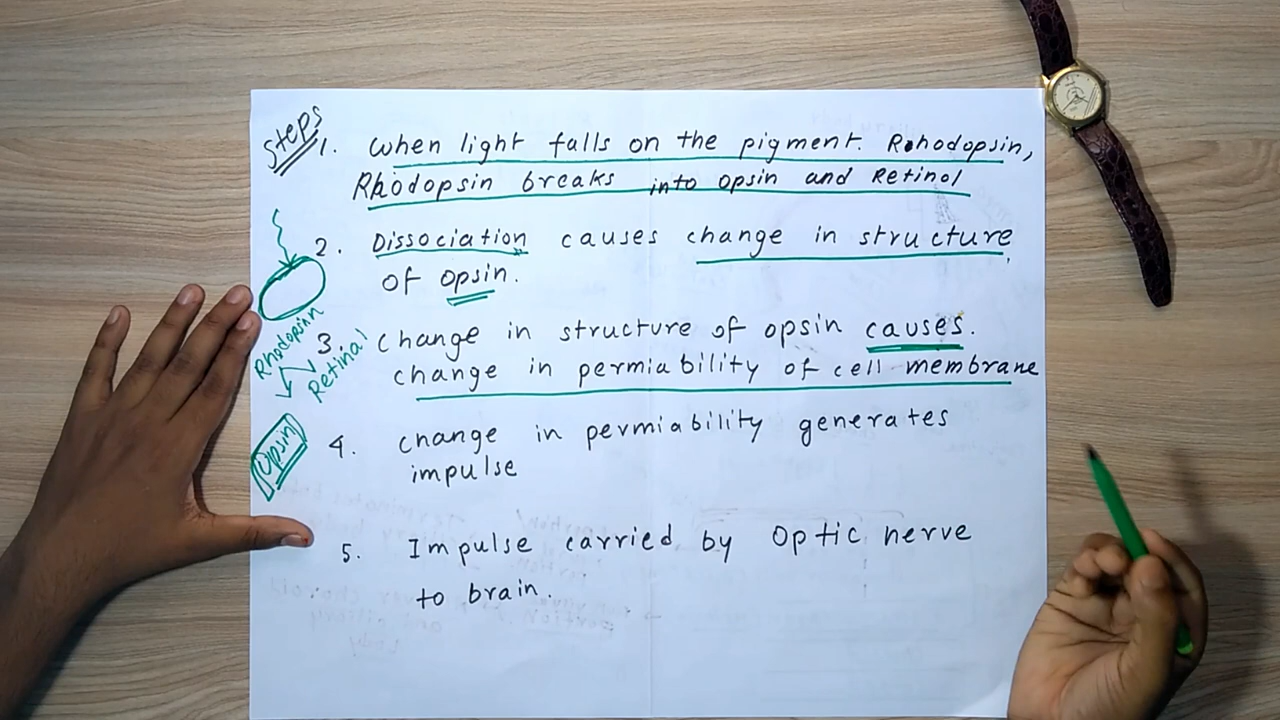 Steps
1. when light falls on the pigment. Rohodopsin,
Rhodopsin breaks into opsin and Retinol
2. Dissociation causes change in structure
of opsin.
3. change in structure of opsin causes.
change in permiability of cell membrane
4. change in permiability generates
impulse
5. Impulse carried by Optic nerve
to brain.
Rhodopsin
Retinal
Opsin